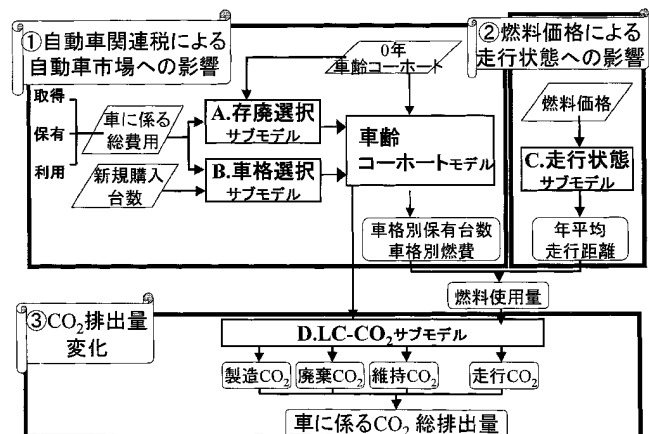 ①自動車関連税による
自動車市場への影響
②燃料価格による
走行状態への影響
0年
車齢コーホート
取得
保有
利用
車に係る
総費用
新規購入
台数
A.存廃選択
サブモデル
B.車格選択
サブモデル
車齢
コーホートモデル
燃料価格
C.走行状態
サブモデル
車格別保有台数
車格別燃費
年平均
走行距離
燃料使用量
③CO₂排出量
変化
D.LC-CO₂サブモデル
製造CO₂
廃棄CO₂
維持CO₂
走行CO₂
車に係るCO₂ 総排出量